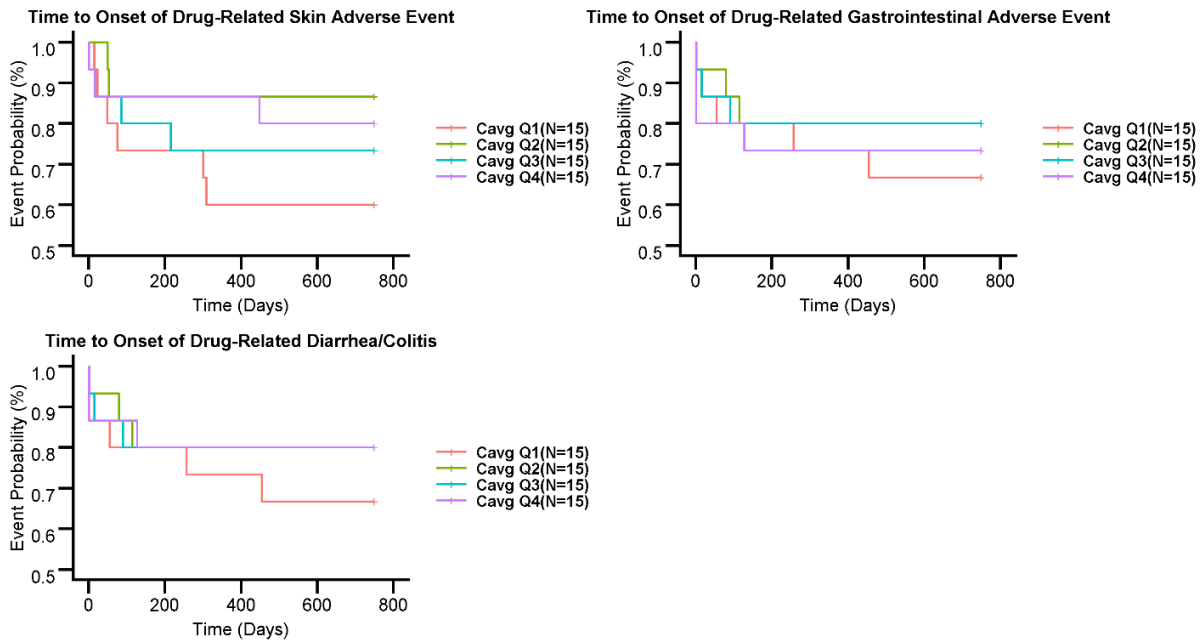 Time to Onset of Drug-Related Skin Adverse Event
Event Probability (%)
1.0
0.9
0.8
0.7
0.6
0.5
0 200 400 600 800
Time (Days)
Cavg Q1(N=15)
Cavg Q2(N=15)
Cavg Q3(N=15)
Cavg Q4(N=15)
Time to Onset of Drug-Related Gastrointestinal Adverse Event
Event Probability (%)
1.0
0.9
0.8
0.7
0.6
0.5
0 200 400 600 800
Time (Days)
Cavg Q1(N=15)
Cavg Q2(N=15)
Cavg Q3(N=15)
Cavg Q4(N=15)
Time to Onset of Drug-Related Diarrhea/Colitis
Event Probability (%)
1.0
0.9
0.8
0.7
0.6
0.5
0 200 400 600 800
Time (Days)
Cavg Q1(N=15)
Cavg Q2(N=15)
Cavg Q3(N=15)
Cavg Q4(N=15)